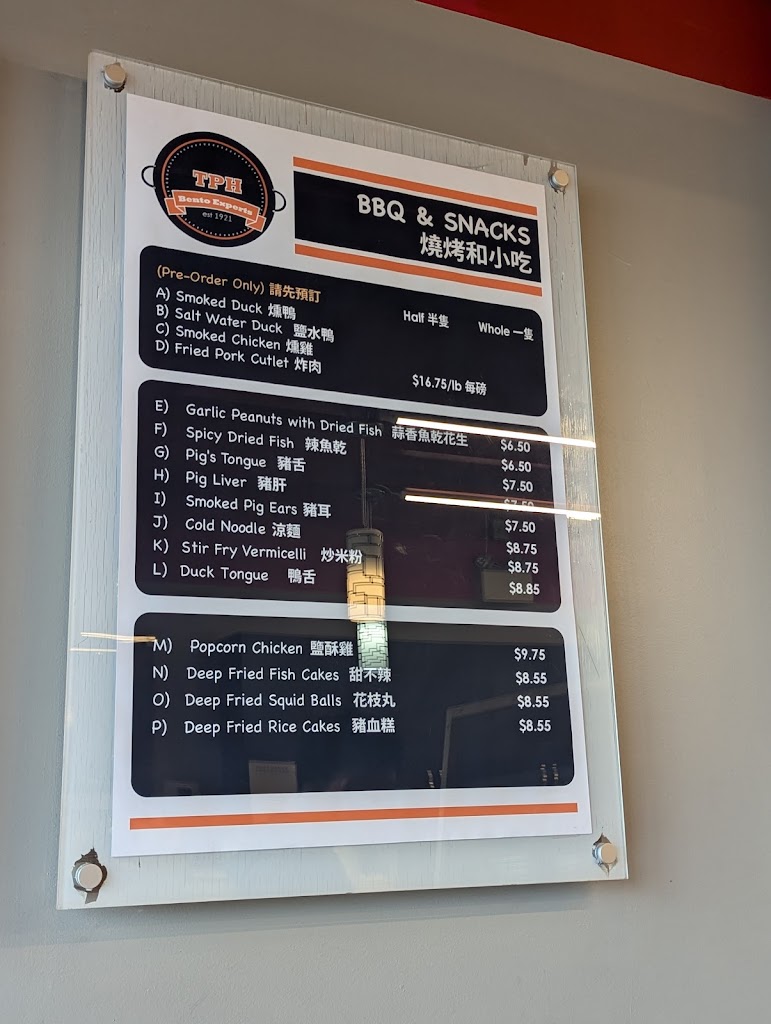 TPH
Bento Experts
est 1921
BBQ & SNACKS
燒烤和小吃
(Pre-Order Only) 請先預訂
Half 半隻 Whole 一隻
A) Smoked Duck 燻鴨
B) Salt Water Duck 鹽水鴨
C) Smoked Chicken 燻雞
D) Fried Pork Cutlet 炸肉 $16.75/lb 每磅
E) Garlic Peanuts with Dried Fish 蒜香魚乾花生 $6.50
F) Spicy Dried Fish 辣魚乾 $6.50
G) Pig's Tongue 豬舌 $7.50
H) Pig Liver 豬肝 $7.50
I) Smoked Pig Ears 豬耳 $7.50
J) Cold Noodle 涼麵 $8.75
K) Stir Fry Vermicelli 炒米粉 $8.75
L) Duck Tongue 鴨舌 $8.85
M) Popcorn Chicken 鹽酥雞 $9.75
N) Deep Fried Fish Cakes 甜不辣 $8.55
O) Deep Fried Squid Balls 花枝丸 $8.55
P) Deep Fried Rice Cakes 豬血糕 $8.55